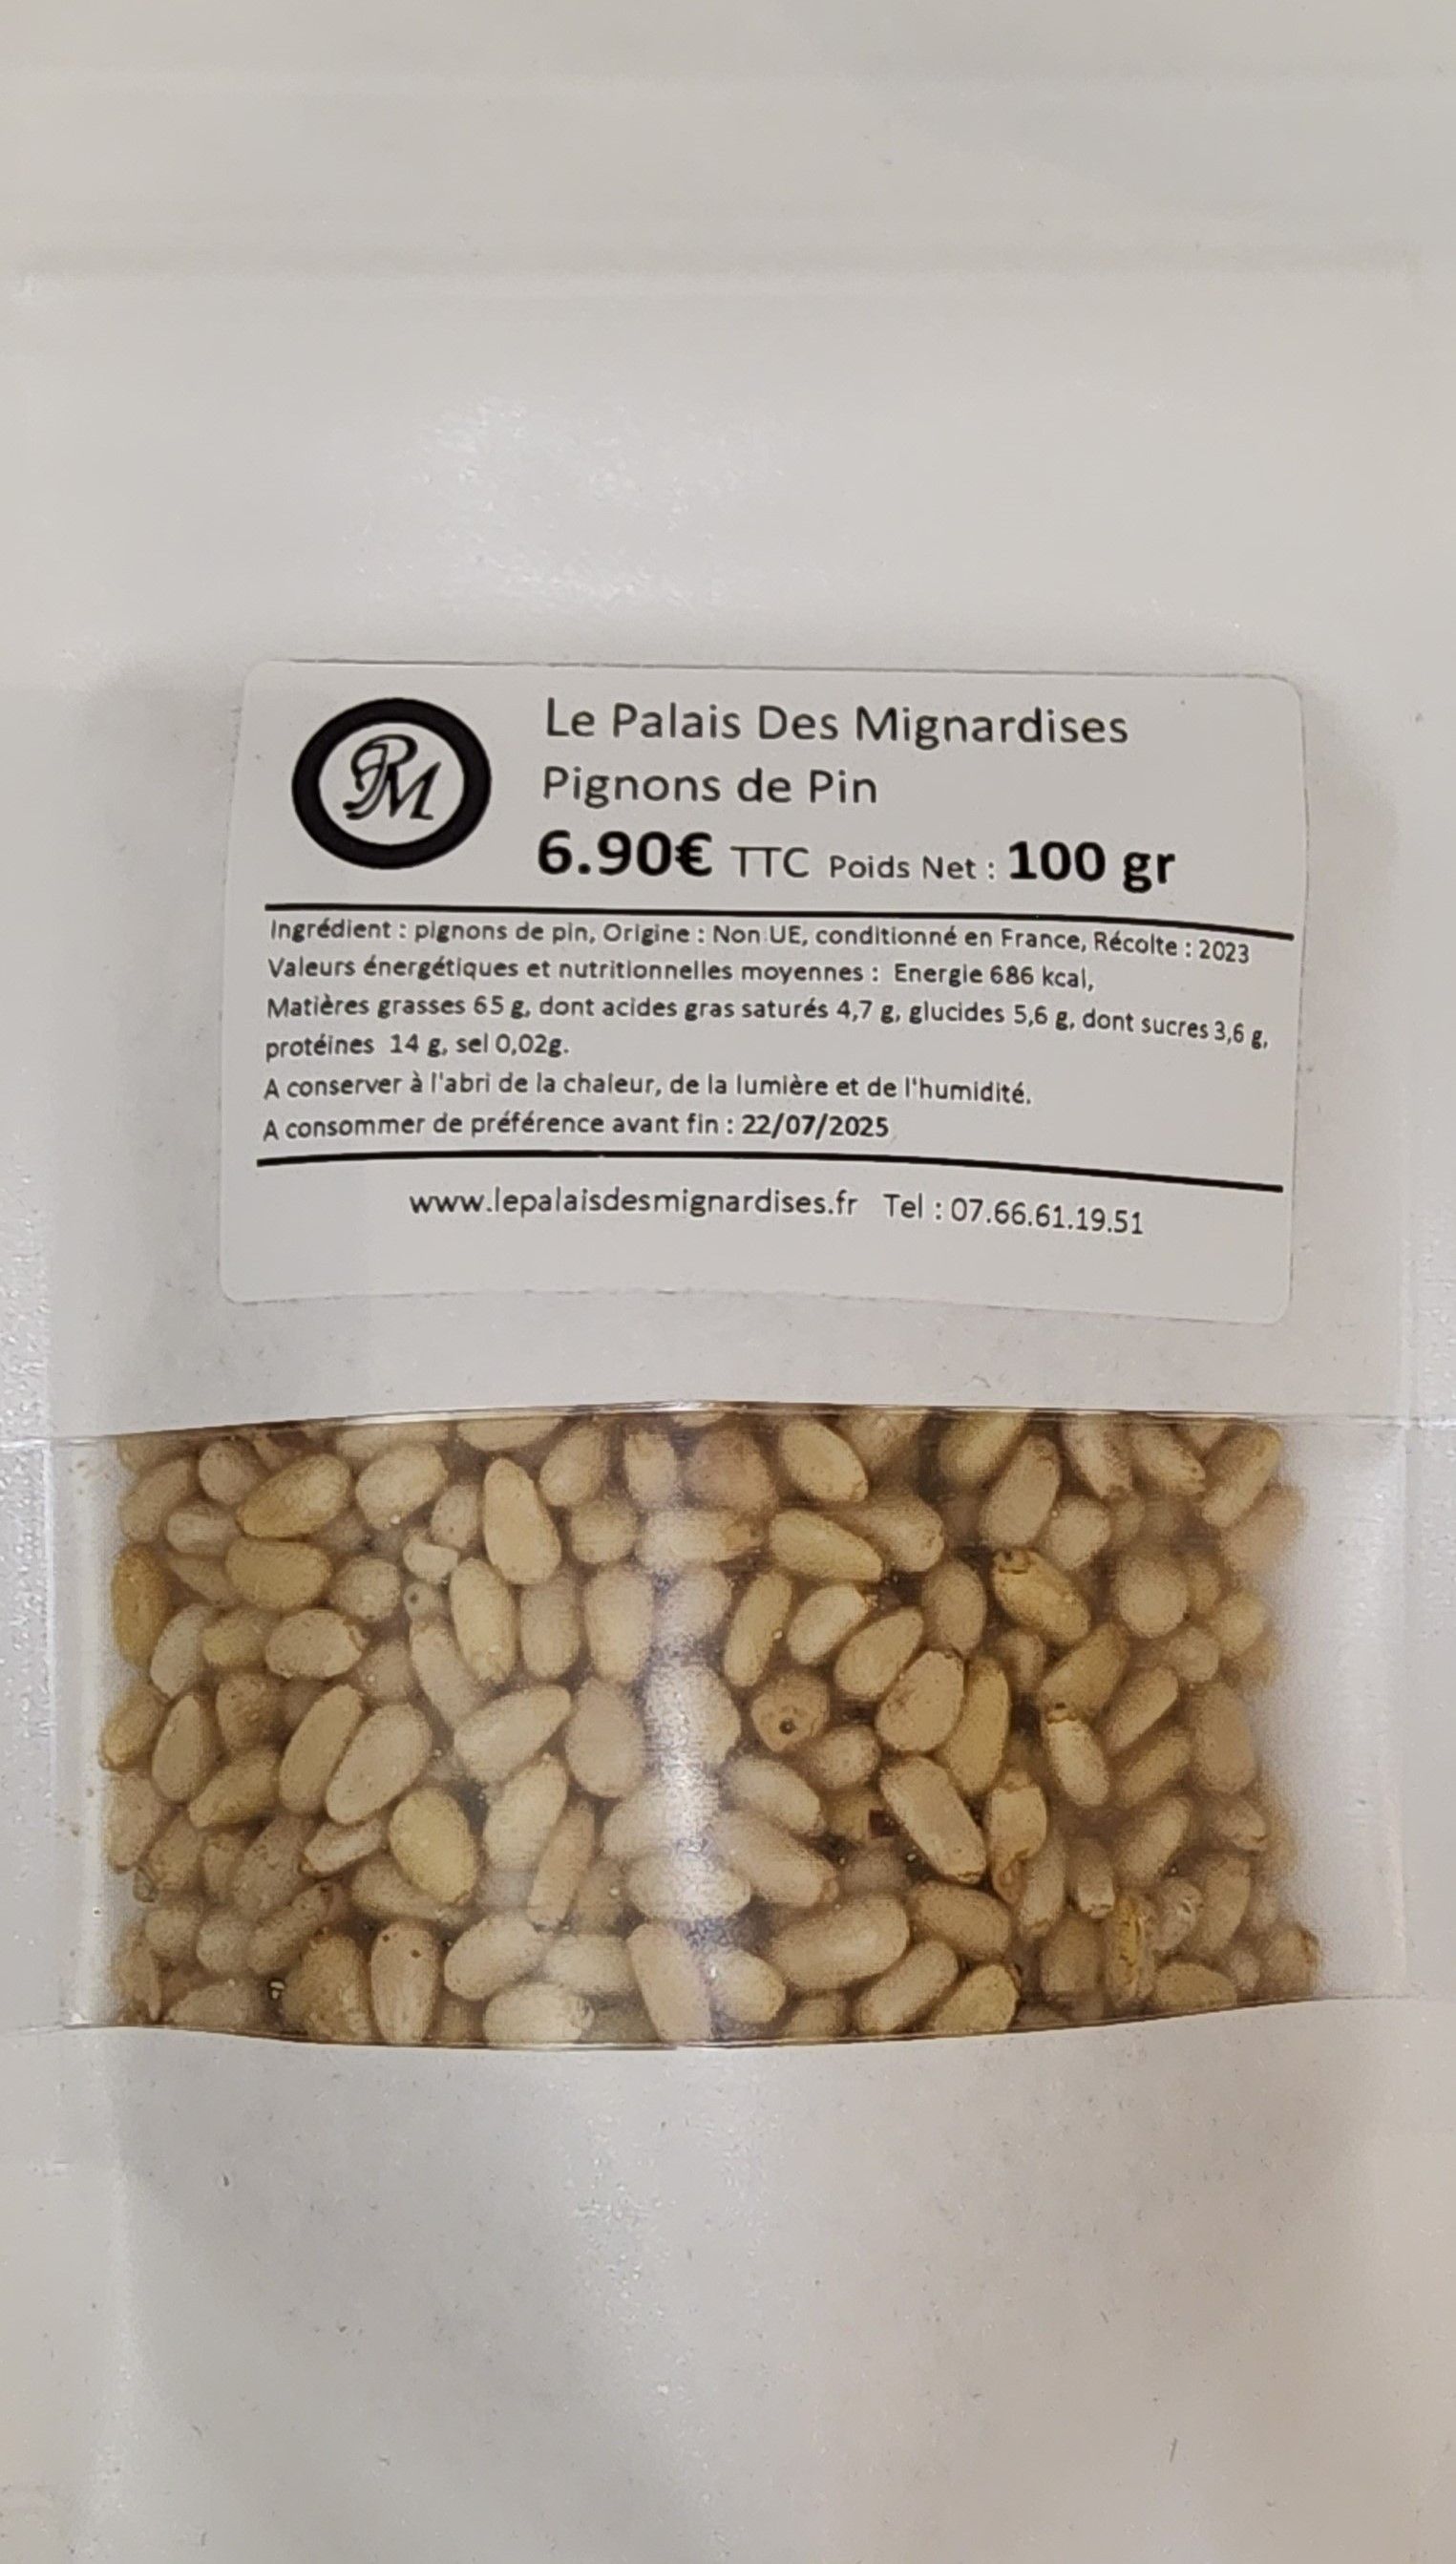 PM
Le Palais Des Mignardises
Pignons de Pin
6.90€ TTC Poids Net : 100 gr
Ingrédient : pignons de pin, Origine : Non UE, conditionné en France, Récolte : 2023
Valeurs énergétiques et nutritionnelles moyennes : Energie 686 kcal,
Matières grasses 65 g, dont acides gras saturés 4,7 g, glucides 5,6 g, dont sucres 3,6 g,
protéines 14 g, sel 0,02g.
A conserver à l'abri de la chaleur, de la lumière et de l'humidité.
A consommer de préférence avant fin : 22/07/2025
www.lepalaisdesmignardises.fr Tel : 07.66.61.19.51